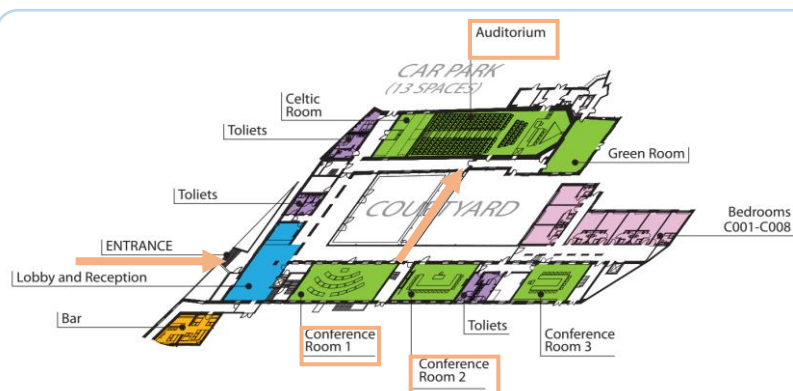 Auditorium
CAR PARK
(13 SPACES)
Celtic
Room
Toliets
Green Room
Toliets
COURTYARD
Bedrooms
C001-C008
ENTRANCE
Lobby and Reception
Bar
Conference
Room 1
Conference
Room 2
Toliets
Conference
Room 3